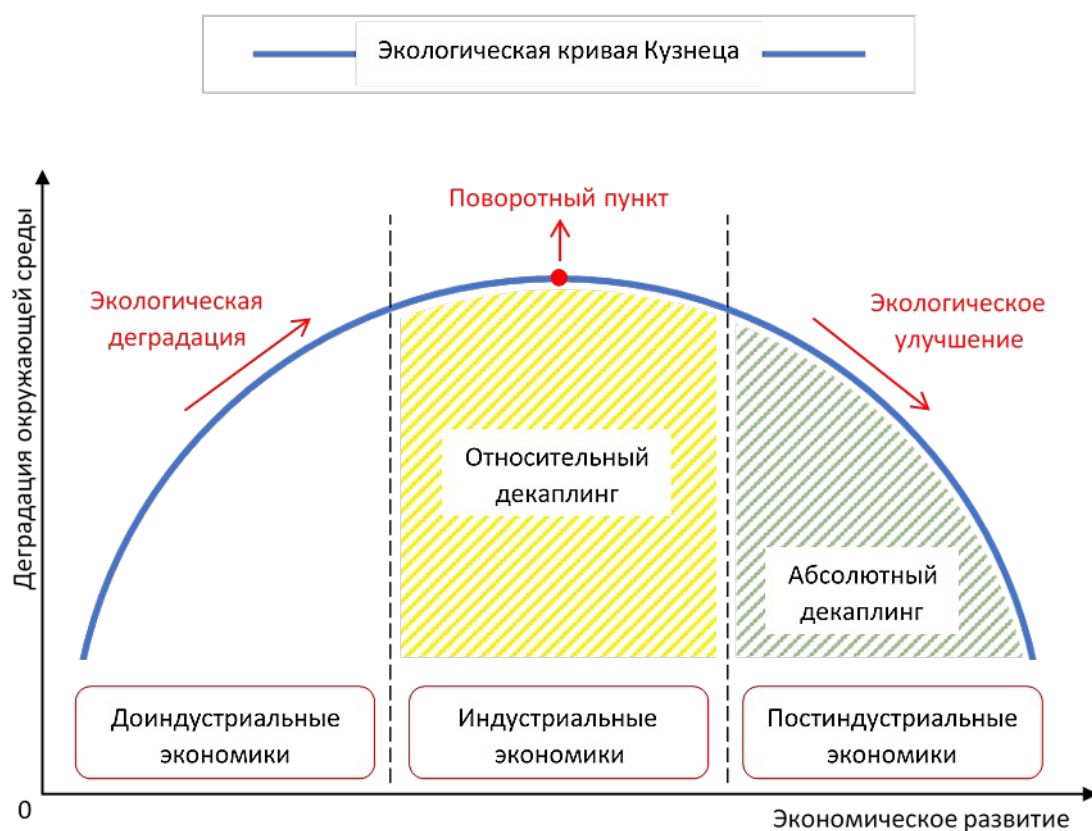 Экологическая кривая Кузнеца
Деградация окружающей среды
Поворотный пункт
Экологическая
деградация
Экологическое
улучшение
Относительный
декаплинг
Абсолютный
декаплинг
Доиндустриальные
экономики
Индустриальные
экономики
Постиндустриальные
экономики
0
Экономическое развитие